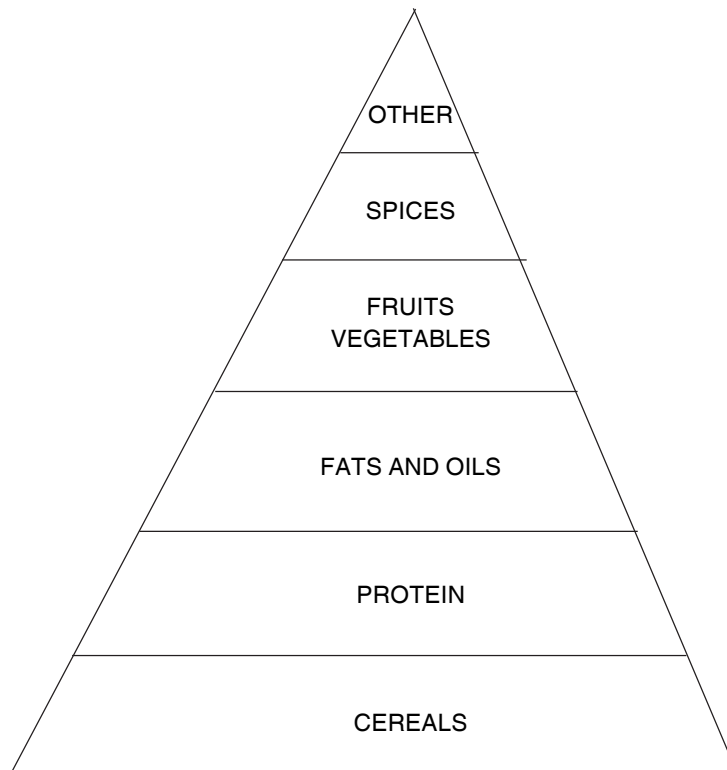 OTHER
SPICES
FRUITS
VEGETABLES
FATS AND OILS
PROTEIN
CEREALS